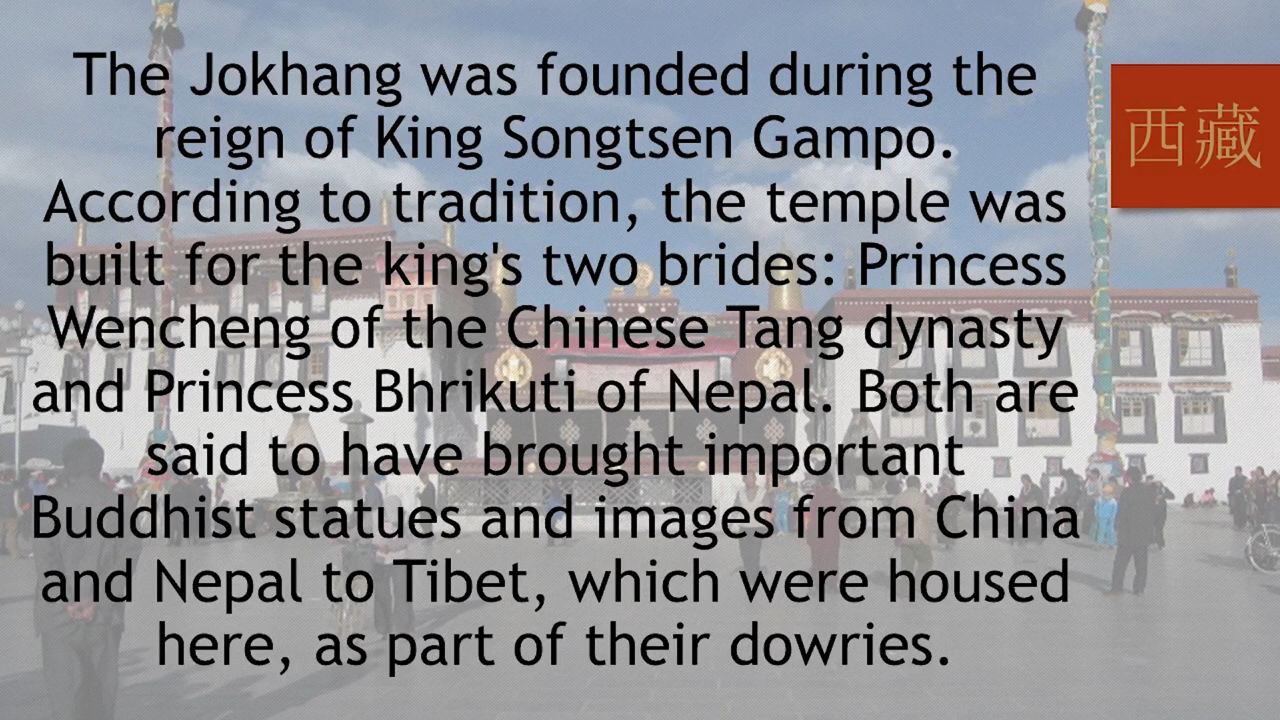 The Jokhang was founded during the
reign of King Songtsen Gampo.
According to tradition, the temple was
built for the king's two brides: Princess
Wencheng of the Chinese Tang dynasty
and Princess Bhrikuti of Nepal. Both are
said to have brought important
Buddhist statues and images from China
and Nepal to Tibet, which were housed
here, as part of their dowries.
西藏